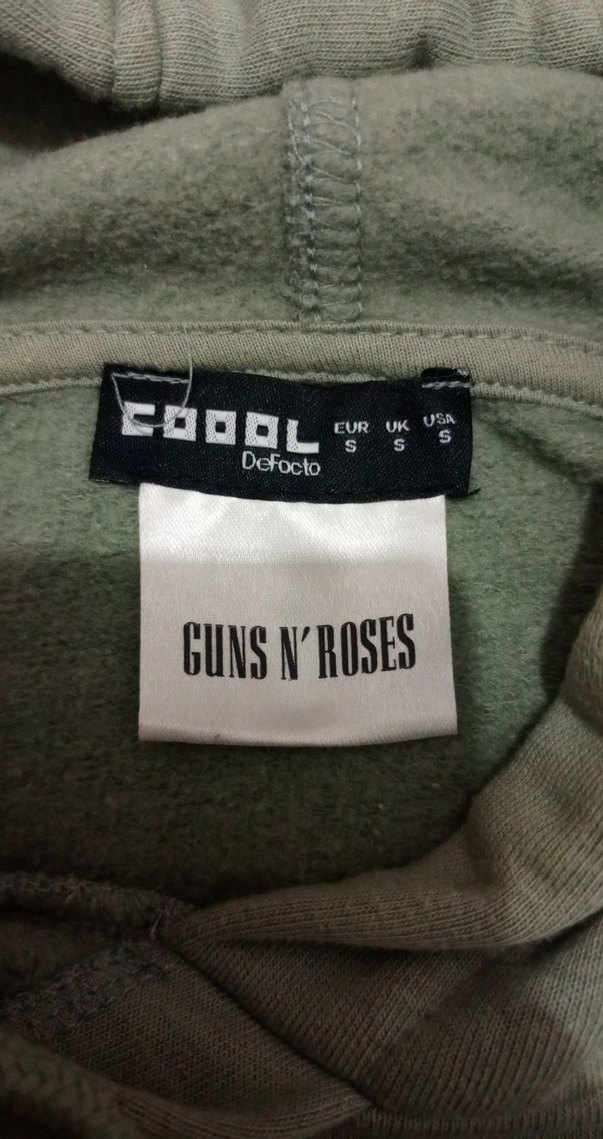 COOOL EUR UK USA
DeFacto S S S
GUNS N' ROSES